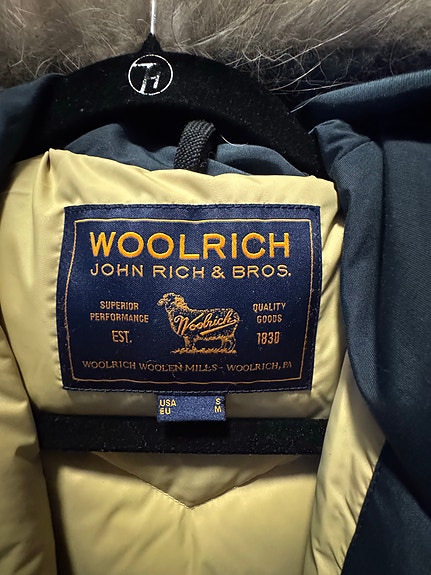 WOOLRICH
JOHN RICH & BROS.
SUPERIOR
PERFORMANCE
EST.
Woolrich
QUALITY
GOODS
1830
WOOLRICH WOOLEN MILLS - WOOLRICH, PA
USA S
EU M